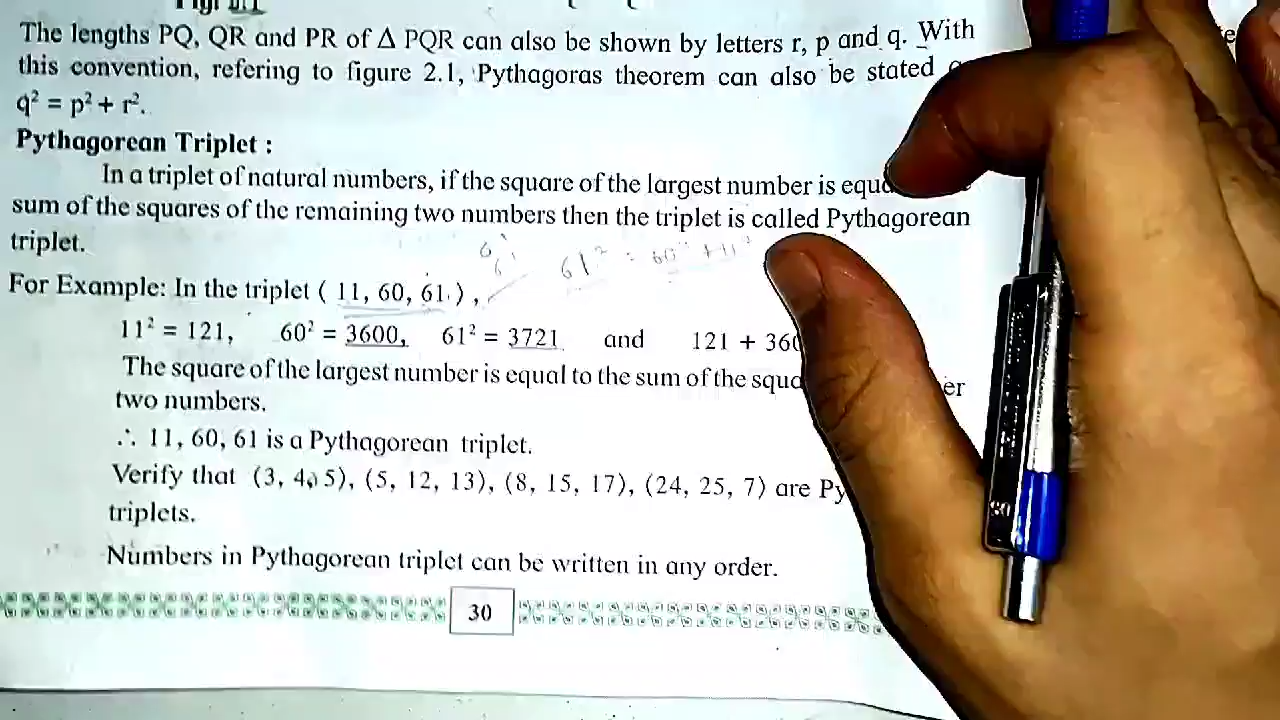 The lengths PQ, QR and PR of Δ PQR can also be shown by letters r, p and q. With
this convention, refering to figure 2.1, Pythagoras theorem can also be stated
q² = p² + r².
Pythagorean Triplet :
In a triplet of natural numbers, if the square of the largest number is
sum of the squares of the remaining two numbers then the triplet is called Pythagorean
triplet.
61² = 60² + 11²
For Example: In the triplet ( 11, 60, 61 ) ,
11² = 121, 60² = 3600, 61² = 3721 and 121 +
The square of the largest number is equal to the sum of the
two numbers.
∴ 11, 60, 61 is a Pythagorean triplet.
Verify that (3, 4, 5), (5, 12, 13), (8, 15, 17), (24, 25, 7) are
triplets.
Numbers in Pythagorean triplet can be written in any order.
30